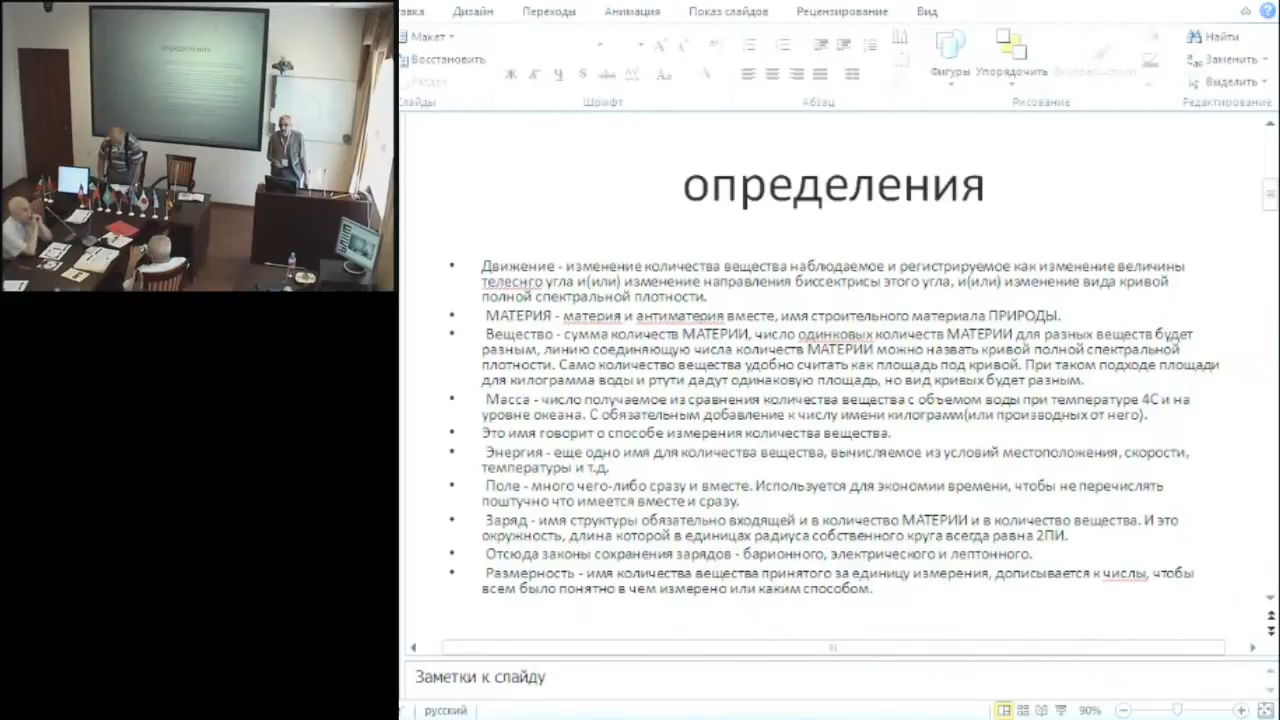 Дизайн Переходы Анимация Показ слайдов Рецензирование Вид
Макет
Восстановить
Раздел
Слайды Шрифт Абзац Рисование Редактирование
Фигуры Упорядочить
Найти
Заменить
Выделить
определения
• Движение - изменение количества вещества наблюдаемое и регистрируемое как изменение величины
телеснго угла и(или) изменение направления биссектрисы этого угла, и(или) изменение вида кривой
полной спектральной плотности.
• МАТЕРИЯ - материя и антиматерия вместе, имя строительного материала ПРИРОДЫ.
• Вещество - сумма количеств МАТЕРИИ, число одинковых количеств МАТЕРИИ для разных веществ будет
разным, линию соединяющую числа количеств МАТЕРИИ можно назвать кривой полной спектральной
плотности. Само количество вещества удобно считать как площадь под кривой. При таком подходе площади
для килограмма воды и ртути дадут одинаковую площадь, но вид кривых будет разным.
• Масса - число получаемое из сравнения количества вещества с объемом воды при температуре 4С и на
уровне океана. С обязательным добавление к числу имени килограмм(или производных от него).
• Это имя говорит о способе измерения количества вещества.
• Энергия - еще одно имя для количества вещества, вычисляемое из условий местоположения, скорости,
температуры и т.д.
• Поле - много чего-либо сразу и вместе. Используется для экономии времени, чтобы не перечислять
поштучно что имеется вместе и сразу.
• Заряд - имя структуры обязательно входящей и в количество МАТЕРИИ и в количество вещества. И это
окружность, длина которой в единицах радиуса собственного круга всегда равна 2ПИ.
• Отсюда законы сохранения зарядов - барионного, электрического и лептонного.
• Размерность - имя количества вещества принятого за единицу измерения, дописывается к числы, чтобы
всем было понятно в чем измерено или каким способом.
Заметки к слайду
русский 90%